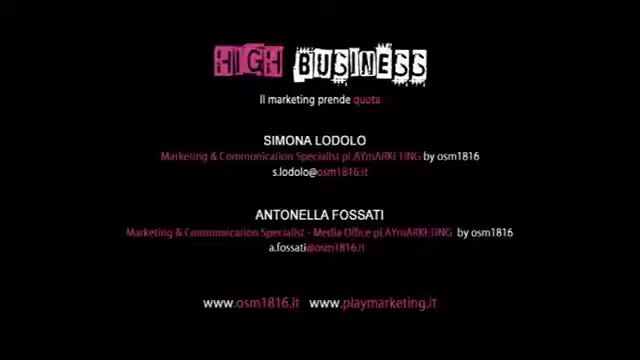 HIGH BUSINESS
Il marketing prende quota
SIMONA LODOLO
Marketing & Communication Specialist pLAYmARKETING by osm1816
s.lodolo@osm1816.it
ANTONELLA FOSSATI
Marketing & Communication Specialist - Media Office pLAYmARKETING by osm1816
a.fossati@osm1816.it
www.osm1816.it www.playmarketing.it